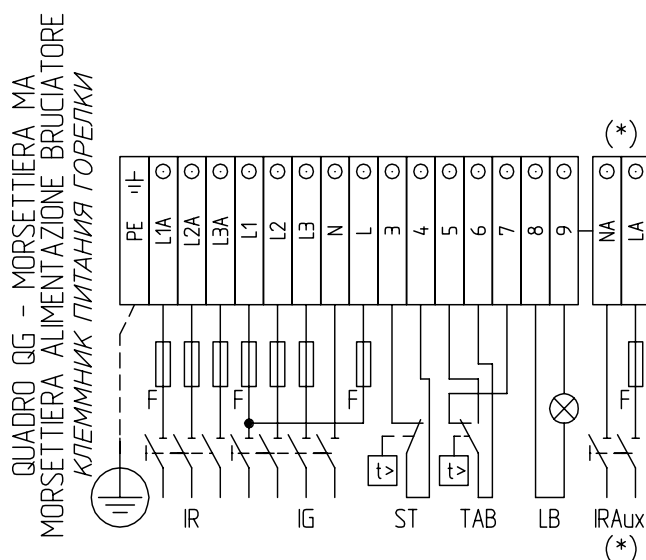 QUADRO QG - MORSETTIERA MA
MORSETTIERA ALIMENTAZIONE BRUCIATORE
КЛЕММНИК ПИТАНИЯ ГОРЕЛКИ
(*)
PE L1A L2A L3A L1 L2 L3 N L 3 4 5 6 7 8 9 NA LA
F F F F
t> t>
IR IG ST TAB LB IRAux
(*)